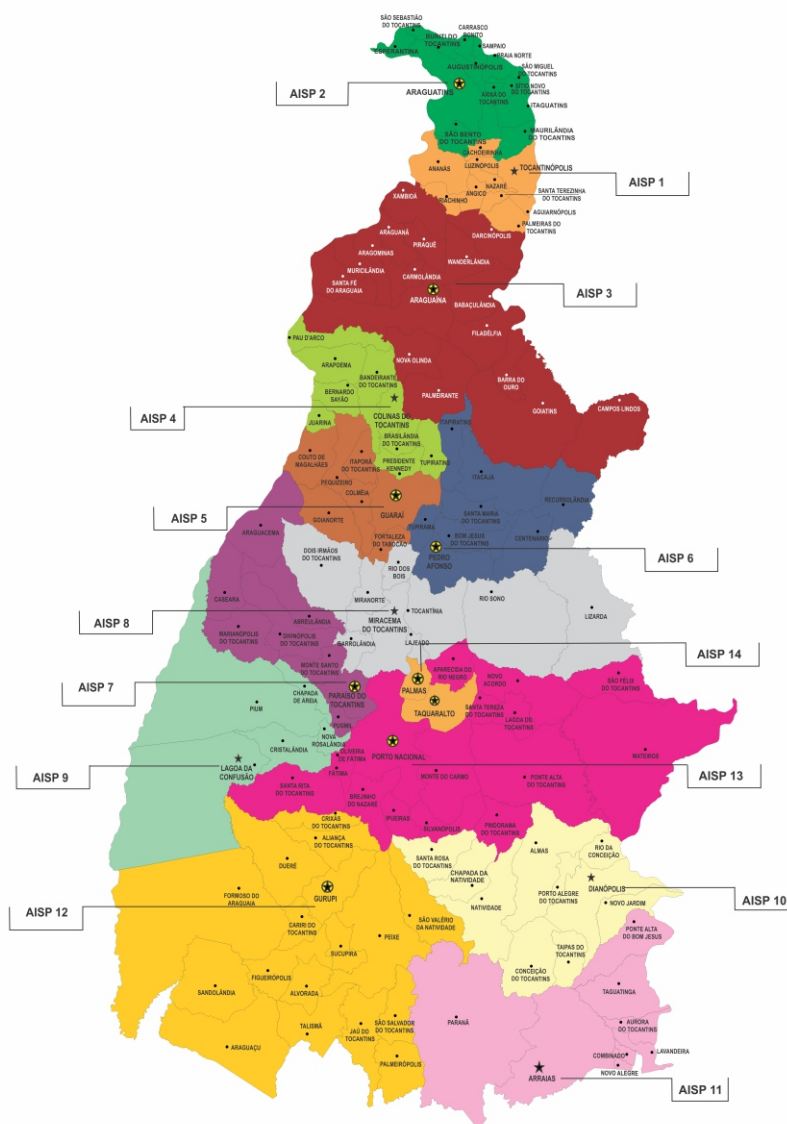 SÃO SEBASTIÃO
DO TOCANTINS
CARRASCO
BONITO
BURITI DO
TOCANTINS
SAMPAIO
ESPERANTINA
PRAIA NORTE
AUGUSTINÓPOLIS
SÃO MIGUEL
DO TOCANTINS
SÍTIO NOVO
DO TOCANTINS
AISP 2
ARAGUATINS
AXIXÁ DO
TOCANTINS
ITAGUATINS
SÃO BENTO
DO TOCANTINS
MAURILÂNDIA
DO TOCANTINS
CACHOEIRINHA
LUZINÓPOLIS
ANANÁS
TOCANTINÓPOLIS
AISP 1
NAZARÉ
ANGICO
SANTA TEREZINHA
DO TOCANTINS
RIACHINHO
XAMBIOÁ
AGUIARNÓPOLIS
PALMEIRAS DO
TOCANTINS
ARAGUANÃ
DARCINÓPOLIS
PIRAQUÊ
ARAGOMINAS
WANDERLÂNDIA
MURICILÂNDIA
CARMOLÂNDIA
SANTA FÉ
DO ARAGUAIA
AISP 3
ARAGUAÍNA
BABAÇULÂNDIA
FILADÉLFIA
PAU D'ARCO
ARAPOEMA
NOVA OLINDA
BANDEIRANTE
DO TOCANTINS
BERNARDO
SAYÃO
BARRA DO
OURO
PALMEIRANTE
GOIATINS
CAMPOS LINDOS
AISP 4
COLINAS DO
TOCANTINS
JUARINA
ITAPIRATINS
BRASILÂNDIA
DO TOCANTINS
COUTO DE
MAGALHÃES
ITAPORÃ
DO TOCANTINS
PRESIDENTE
KENNEDY
TUPIRATINS
ITACAJÁ
PEQUIZEIRO
COLMÉIA
RECURSOLÂNDIA
GUARAÍ
AISP 5
GOIANORTE
SANTA MARIA
DO TOCANTINS
TUPIRAMA
ARAGUACEMA
FORTALEZA
DO TABOCÃO
BOM JESUS
DO TOCANTINS
CENTENÁRIO
PEDRO
AFONSO
AISP 6
DOIS IRMÃOS
DO TOCANTINS
RIO DOS
BOIS
CASEARA
MIRANORTE
RIO SONO
AISP 8
TOCANTÍNIA
LIZARDA
ABREULÂNDIA
MIRACEMA
DO TOCANTINS
MARIANÓPOLIS
DO TOCANTINS
DIVINÓPOLIS
DO TOCANTINS
BARROLÂNDIA
LAJEADO
AISP 14
MONTE SANTO
DO TOCANTINS
APARECIDA
DO RIO NEGRO
NOVO
ACORDO
SÃO FÉLIX
DO TOCANTINS
AISP 7
PALMAS
PARAÍSO DO
TOCANTINS
CHAPADA
DE AREIA
TAQUARALTO
SANTA TEREZA
DO TOCANTINS
LAGOA DO
TOCANTINS
PIUM
PUGMIL
NOVA
ROSALÂNDIA
CRISTALÂNDIA
OLIVEIRA
DE FÁTIMA
PORTO NACIONAL
MATEIROS
AISP 9
LAGOA DA
CONFUSÃO
FÁTIMA
MONTE DO CARMO
PONTE ALTA
DO TOCANTINS
AISP 13
SANTA RITA
DO TOCANTINS
BREJINHO
DO NAZARÉ
IPUEIRAS
CRIXÁS
DO TOCANTINS
SILVANÓPOLIS
PINDORAMA
DO TOCANTINS
ALIANÇA
DO TOCANTINS
SANTA ROSA
DO TOCANTINS
ALMAS
RIO DA
CONCEIÇÃO
DUERÉ
CHAPADA DA
NATIVIDADE
DIANÓPOLIS
AISP 10
FORMOSO DO
ARAGUAIA
GURUPI
PORTO ALEGRE
DO TOCANTINS
NATIVIDADE
NOVO JARDIM
AISP 12
CARIRI DO
TOCANTINS
SÃO VALÉRIO
DA NATIVIDADE
PONTE ALTA
DO BOM JESUS
PEIXE
SUCUPIRA
TAIPAS DO
TOCANTINS
CONCEIÇÃO
DO TOCANTINS
FIGUEIRÓPOLIS
SANDOLÂNDIA
ALVORADA
TAGUATINGA
SÃO SALVADOR
DO TOCANTINS
PARANÃ
TALISMÃ
JAÚ DO
TOCANTINS
AURORA
DO TOCANTINS
ARAGUAÇU
PALMEIRÓPOLIS
COMBINADO
LAVANDEIRA
NOVO ALEGRE
ARRAIAS
AISP 11